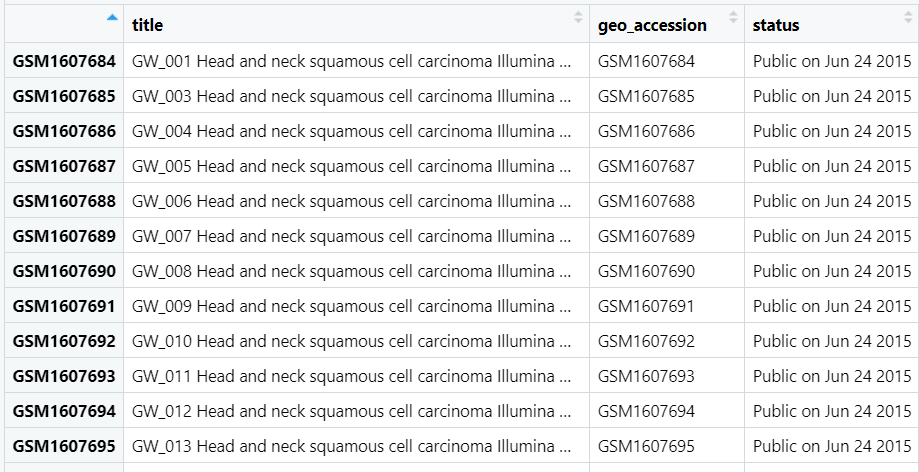 title geo_accession status
GSM1607684 GW_001 Head and neck squamous cell carcinoma Illumina ... GSM1607684 Public on Jun 24 2015
GSM1607685 GW_003 Head and neck squamous cell carcinoma Illumina ... GSM1607685 Public on Jun 24 2015
GSM1607686 GW_004 Head and neck squamous cell carcinoma Illumina ... GSM1607686 Public on Jun 24 2015
GSM1607687 GW_005 Head and neck squamous cell carcinoma Illumina ... GSM1607687 Public on Jun 24 2015
GSM1607688 GW_006 Head and neck squamous cell carcinoma Illumina ... GSM1607688 Public on Jun 24 2015
GSM1607689 GW_007 Head and neck squamous cell carcinoma Illumina ... GSM1607689 Public on Jun 24 2015
GSM1607690 GW_008 Head and neck squamous cell carcinoma Illumina ... GSM1607690 Public on Jun 24 2015
GSM1607691 GW_009 Head and neck squamous cell carcinoma Illumina ... GSM1607691 Public on Jun 24 2015
GSM1607692 GW_010 Head and neck squamous cell carcinoma Illumina ... GSM1607692 Public on Jun 24 2015
GSM1607693 GW_011 Head and neck squamous cell carcinoma Illumina ... GSM1607693 Public on Jun 24 2015
GSM1607694 GW_012 Head and neck squamous cell carcinoma Illumina ... GSM1607694 Public on Jun 24 2015
GSM1607695 GW_013 Head and neck squamous cell carcinoma Illumina ... GSM1607695 Public on Jun 24 2015